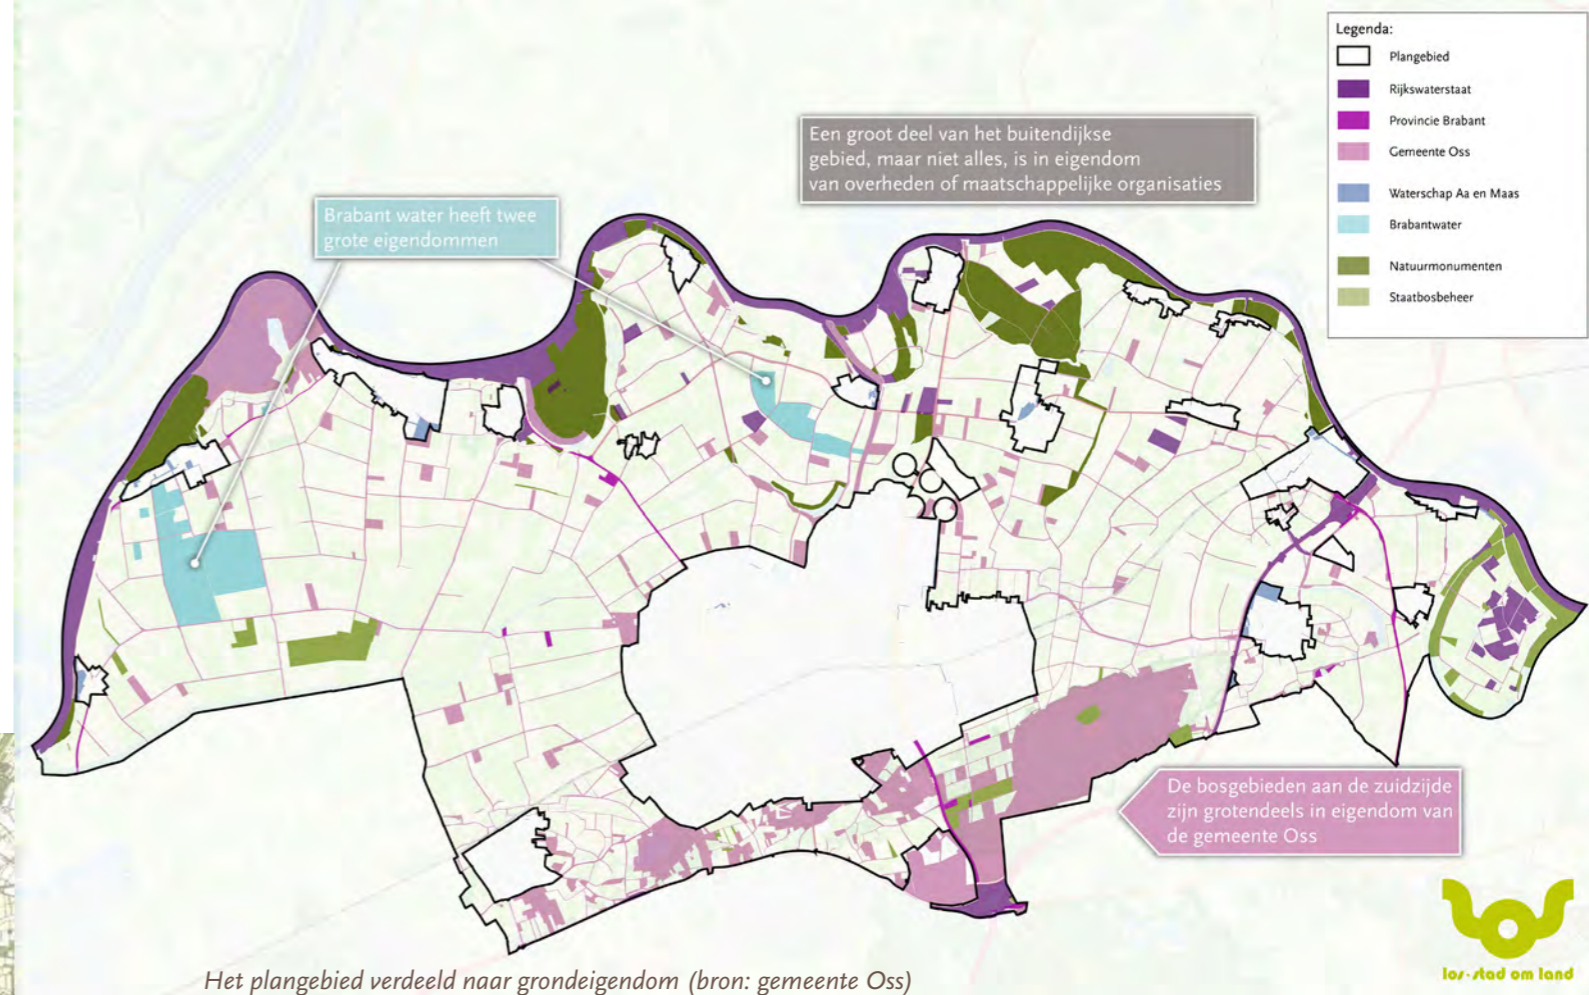 Legenda:
Plangebied
Rijkswaterstaat
Provincie Brabant
Gemeente Oss
Waterschap Aa en Maas
Brabantwater
Natuurmonumenten
Staatbosbeheer
Een groot deel van het buitendijkse
gebied, maar niet alles, is in eigendom
van overheden of maatschappelijke organisaties
Brabant water heeft twee
grote eigendommen
De bosgebieden aan de zuidzijde
zijn grotendeels in eigendom van
de gemeente Oss
los-stad om land
Het plangebied verdeeld naar grondeigendom (bron: gemeente Oss)